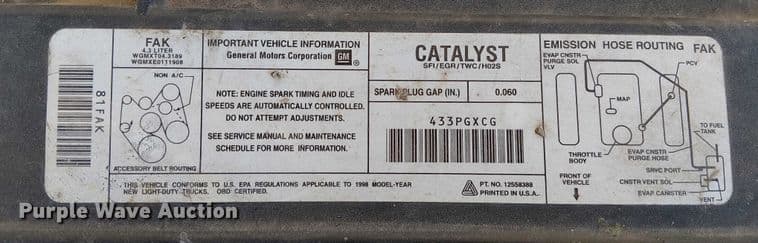 FAK
4.3 LITER
WGMXT04.3189
WGMXE0111908
NON A/C
ACCESSORY BELT ROUTING
81FAK
IMPORTANT VEHICLE INFORMATION
General Motors Corporation GM
NOTE: ENGINE SPARK TIMING AND IDLE
SPEEDS ARE AUTOMATICALLY CONTROLLED.
DO NOT ATTEMPT ADJUSTMENTS.
SEE SERVICE MANUAL AND MAINTENANCE
SCHEDULE FOR MORE INFORMATION.
CATALYST
SFI/EGR/TWC/HO2S
SPARK PLUG GAP (IN.) 0.060
433PGXCG
EMISSION HOSE ROUTING FAK
EVAP CNSTR
PURGE SOL
VLV
PCV
MAP
TO FUEL
TANK
THROTTLE
BODY
EVAP CNSTR
PURGE HOSE
SRVC PORT
FRONT OF
VEHICLE
CNSTR VENT SOL
EVAP CANISTER
VENT
THIS VEHICLE CONFORMS TO U.S. EPA REGULATIONS APPLICABLE TO 1998 MODEL-YEAR
NEW LIGHT-DUTY TRUCKS. OBD CERTIFIED.
PT. NO. 12558388
PRINTED IN U.S.A.
Purple Wave Auction